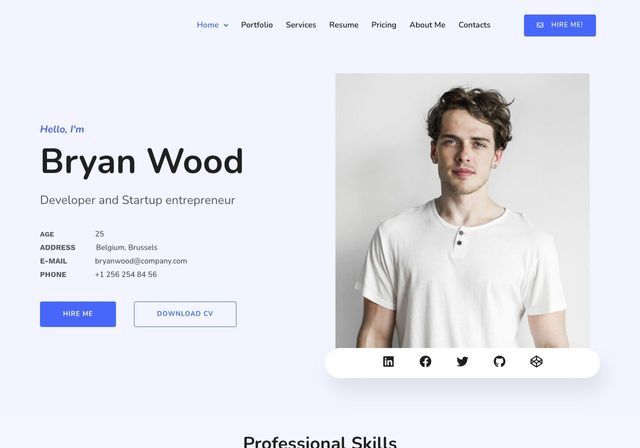 Home Portfolio Services Resume Pricing About Me Contacts HIRE ME!
Hello, I'm
Bryan Wood
Developer and Startup entrepreneur
AGE 25
ADDRESS Belgium, Brussels
E-MAIL bryanwood@company.com
PHONE +1 256 254 84 56
HIRE ME DOWNLOAD CV
Professional Skills